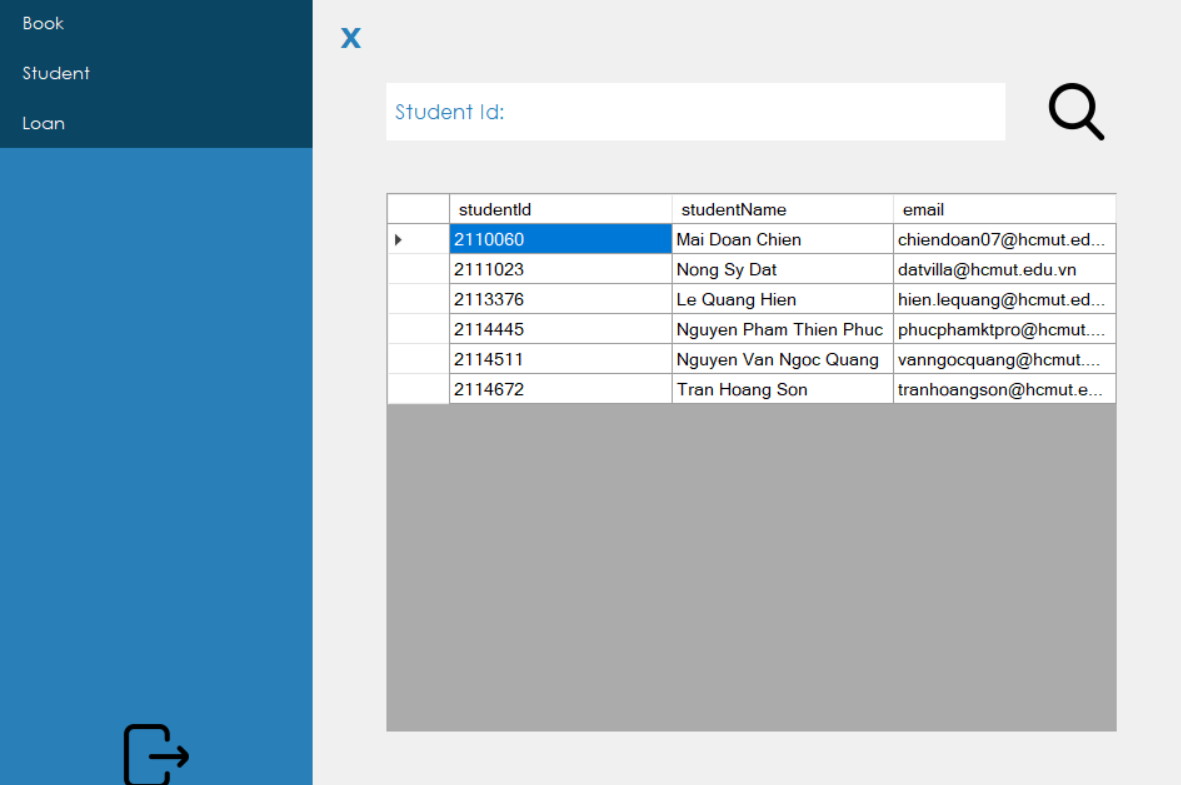 Book
Student
Loan
X
Student Id:
studentId studentName email
2110060 Mai Doan Chien chiendoan07@hcmut.ed...
2111023 Nong Sy Dat datvilla@hcmut.edu.vn
2113376 Le Quang Hien hien.lequang@hcmut.ed...
2114445 Nguyen Pham Thien Phuc phucphamktpro@hcmut....
2114511 Nguyen Van Ngoc Quang vanngocquang@hcmut....
2114672 Tran Hoang Son tranhoangson@hcmut.e...